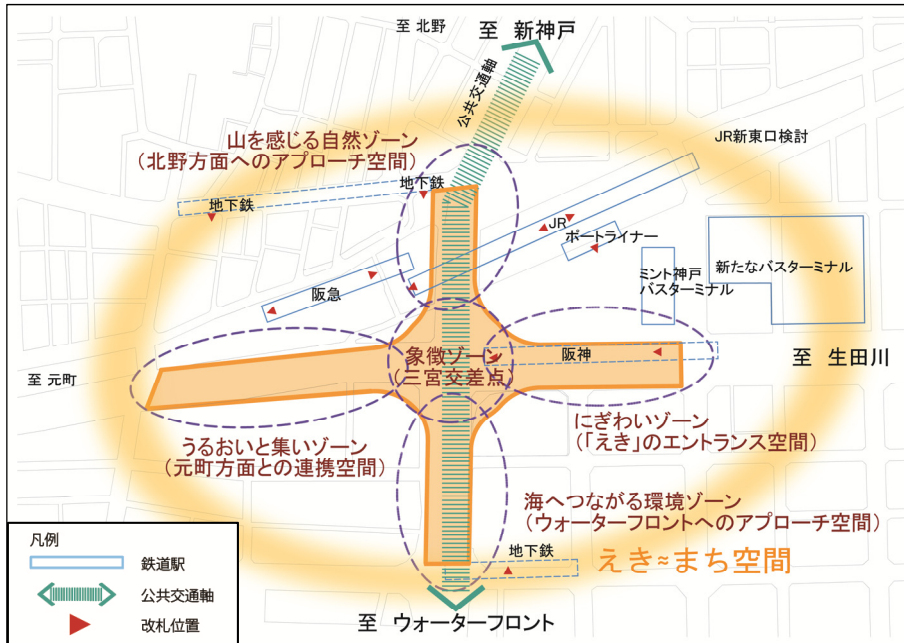 至 北野
至 新神戸
公共交通軸
JR新東口検討
山を感じる自然ゾーン
（北野方面へのアプローチ空間）
地下鉄
地下鉄
JR
ポートライナー
ミント神戸
バスターミナル
新たなバスターミナル
阪急
象徴ゾーン
（三宮交差点）
阪神
至 生田川
至 元町
うるおいと集いゾーン
（元町方面との連携空間）
にぎわいゾーン
（「えき」のエントランス空間）
海へつながる環境ゾーン
（ウォーターフロントへのアプローチ空間）
地下鉄
えき≈まち空間
至 ウォーターフロント
凡例
鉄道駅
公共交通軸
改札位置